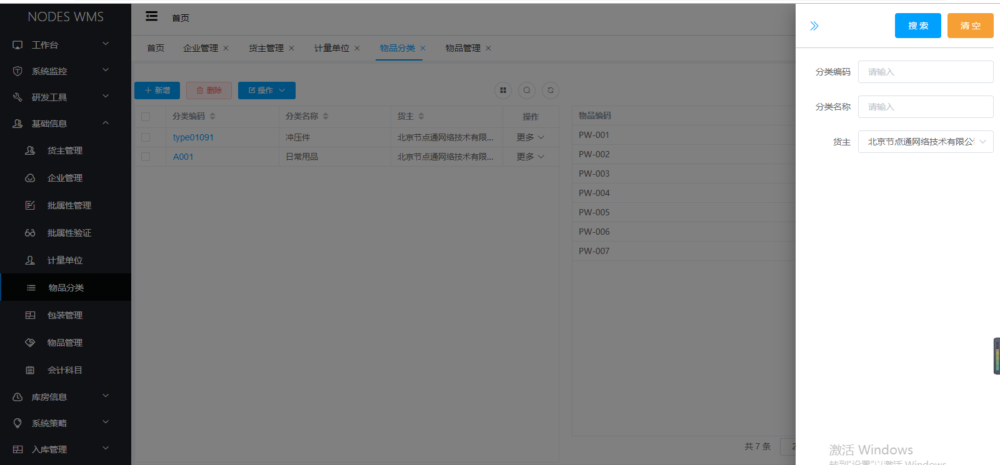 NODES WMS
首页
工作台
系统监控
研发工具
基础信息
货主管理
企业管理
批属性管理
批属性验证
计量单位
物品分类
包装管理
物品管理
会计科目
库房信息
系统策略
入库管理
首页 企业管理 货主管理 计量单位 物品分类 物品管理
新增 删除 操作
分类编码 分类名称 货主 操作
type01091 冲压件 北京节点通网络技术有限... 更多
A001 日常用品 北京节点通网络技术有限... 更多
物品编码
PW-001
PW-002
PW-003
PW-004
PW-005
PW-006
PW-007
共 7 条 2
搜 索 清 空
分类编码 请输入
分类名称 请输入
货主 北京节点通网络技术有限公
激活 Windows
转到"设置"以激活 Windows